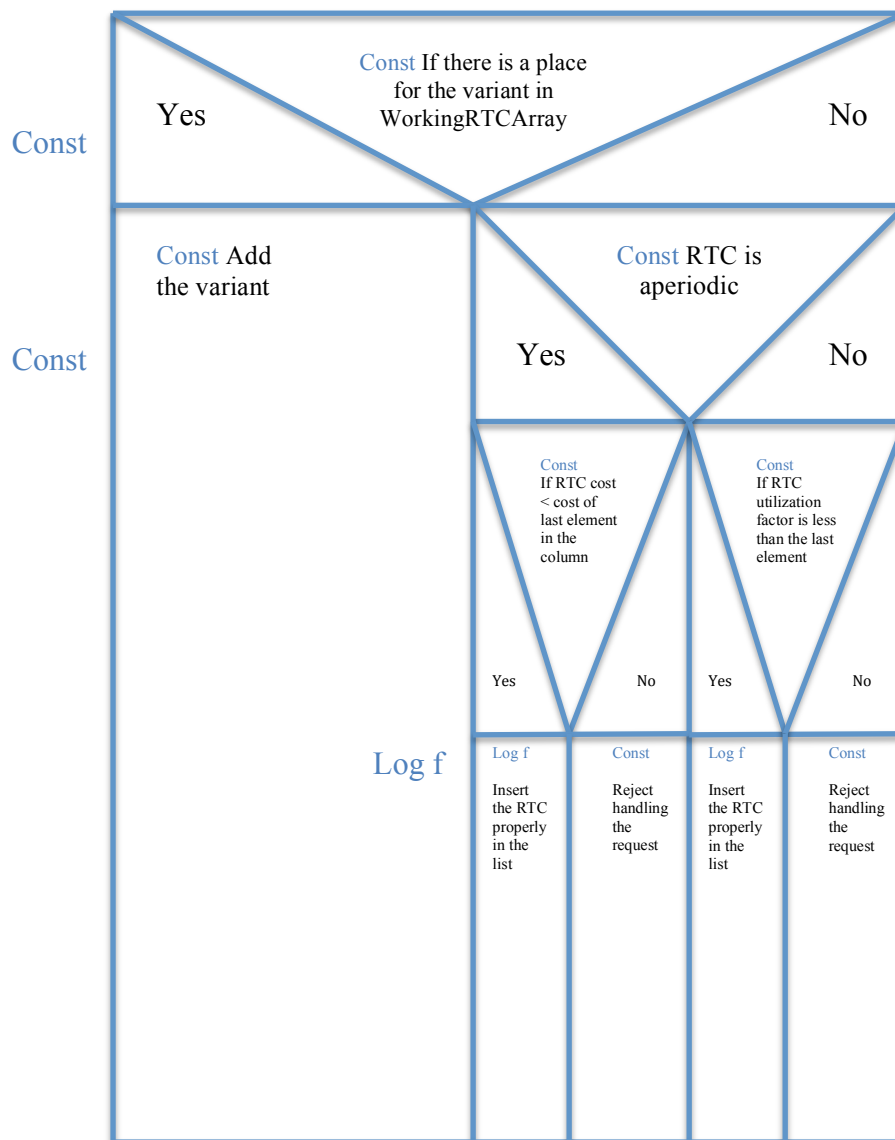 Const If there is a place
for the variant in
WorkingRTCArray
Yes
No
Const
Const Add
the variant
Const RTC is
aperiodic
Yes
No
Const
Const
If RTC cost
< cost of
last element
in the
column
Const
If RTC
utilization
factor is less
than the last
element
Yes
No
Yes
No
Log f
Log f
Insert
the RTC
properly
in the
list
Const
Reject
handling
the
request
Log f
Insert
the RTC
properly
in the
list
Const
Reject
handling
the
request